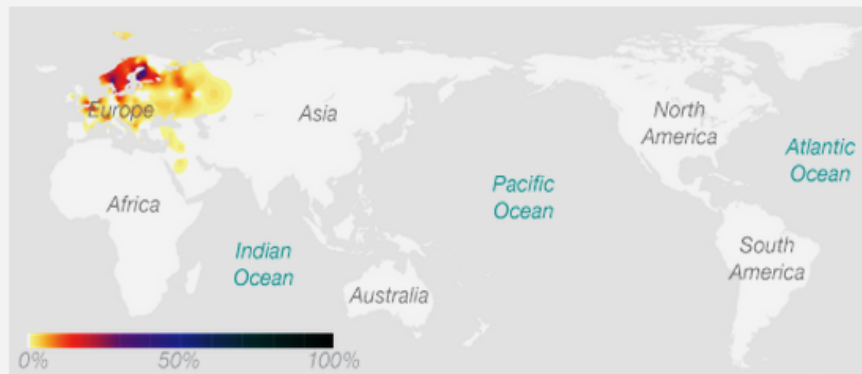 Europe
Asia
North
America
Atlantic
Ocean
Pacific
Ocean
Africa
Indian
Ocean
South
America
Australia
0%
50%
100%